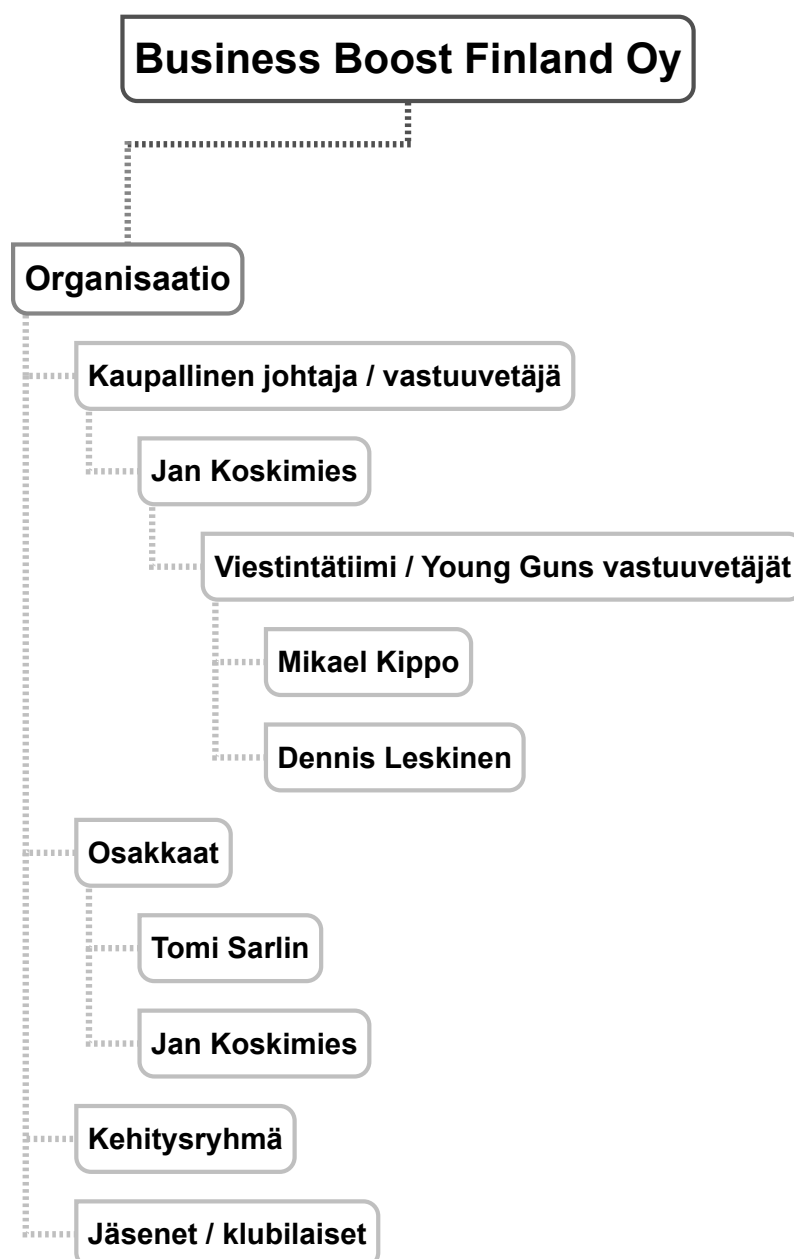 Business Boost Finland Oy
Organisaatio
Kaupallinen johtaja / vastuuvetäjä
Jan Koskimies
Viestintätiimi / Young Guns vastuuvetäjät
Mikael Kippo
Dennis Leskinen
Osakkaat
Tomi Sarlin
Jan Koskimies
Kehitysryhmä
Jäsenet / klubilaiset